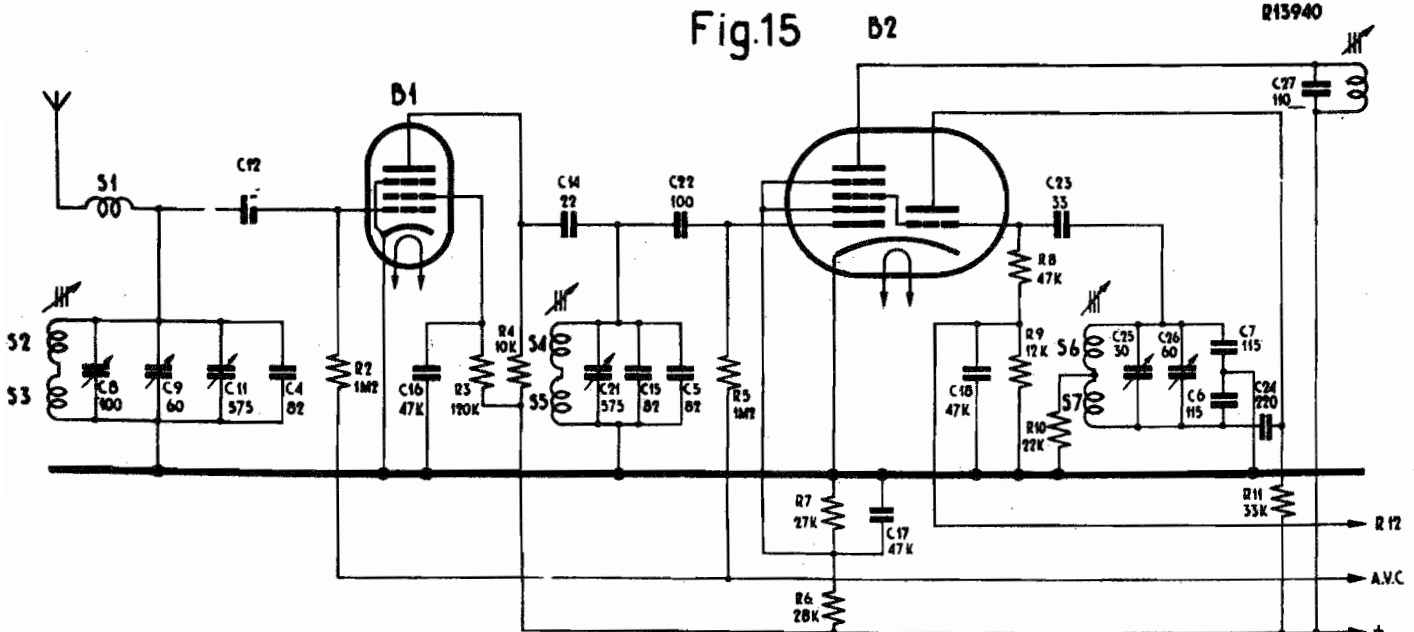 Fig.15
B2
R13940
B1
C27
110
S1
C12
C14
22
C22
100
C23
33
R8
47K
S2
S3
C8
100
C9
60
C11
575
C4
82
R2
1M2
C16
47K
R3
120K
R4
10K
S4
S5
C21
575
C15
82
C5
82
R5
1M2
C18
47K
R9
12K
S6
S7
R10
22K
C25
30
C26
60
C7
115
C6
115
C24
220
R7
27K
C17
47K
R11
33K
R12
A.V.C
R6
28K
+